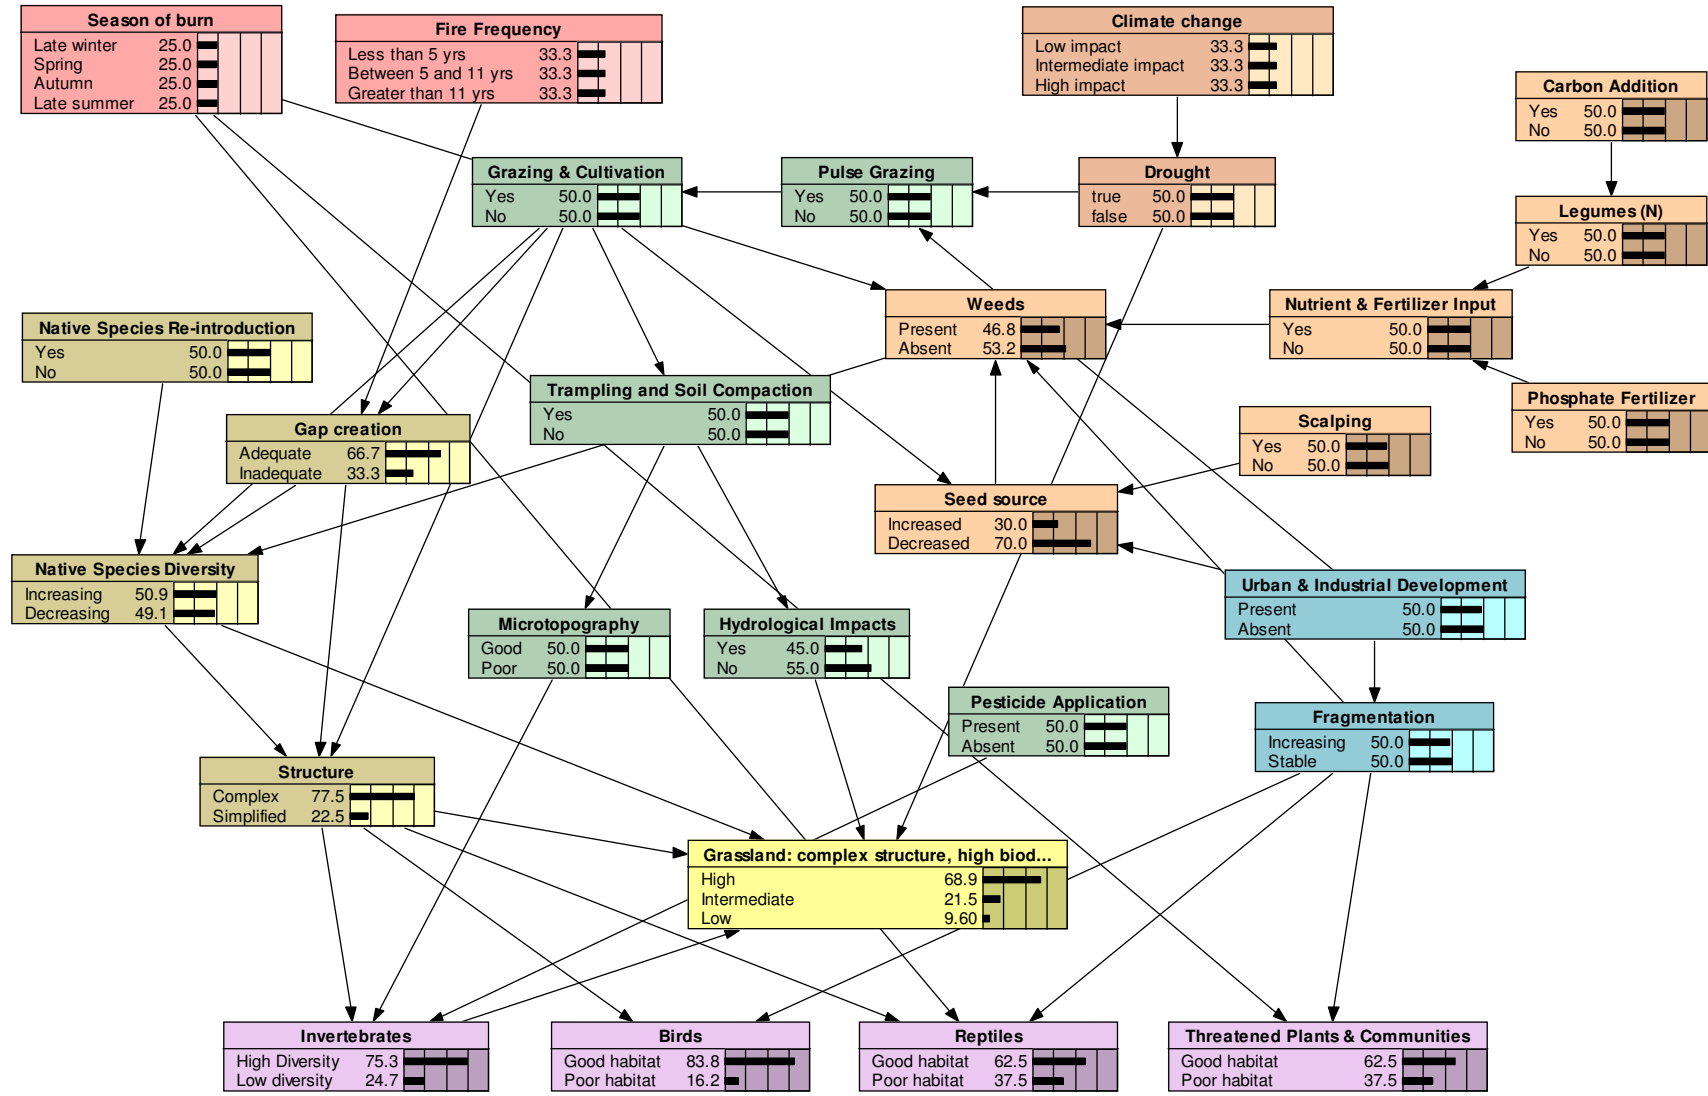 Season of burn
Late winter 25.0
Spring 25.0
Autumn 25.0
Late summer 25.0
Fire Frequency
Less than 5 yrs 33.3
Between 5 and 11 yrs 33.3
Greater than 11 yrs 33.3
Climate change
Low impact 33.3
Intermediate impact 33.3
High impact 33.3
Carbon Addition
Yes 50.0
No 50.0
Grazing & Cultivation
Yes 50.0
No 50.0
Pulse Grazing
Yes 50.0
No 50.0
Drought
true 50.0
false 50.0
Legumes (N)
Yes 50.0
No 50.0
Native Species Re-introduction
Yes 50.0
No 50.0
Weeds
Present 46.8
Absent 53.2
Nutrient & Fertilizer Input
Yes 50.0
No 50.0
Trampling and Soil Compaction
Yes 50.0
No 50.0
Phosphate Fertilizer
Yes 50.0
No 50.0
Gap creation
Adequate 66.7
Inadequate 33.3
Scalping
Yes 50.0
No 50.0
Seed source
Increased 30.0
Decreased 70.0
Native Species Diversity
Increasing 50.9
Decreasing 49.1
Urban & Industrial Development
Present 50.0
Absent 50.0
Microtopography
Good 50.0
Poor 50.0
Hydrological Impacts
Yes 45.0
No 55.0
Pesticide Application
Present 50.0
Absent 50.0
Fragmentation
Increasing 50.0
Stable 50.0
Structure
Complex 77.5
Simplified 22.5
Grassland: complex structure, high biod...
High 68.9
Intermediate 21.5
Low 9.60
Invertebrates
High Diversity 75.3
Low diversity 24.7
Birds
Good habitat 83.8
Poor habitat 16.2
Reptiles
Good habitat 62.5
Poor habitat 37.5
Threatened Plants & Communities
Good habitat 62.5
Poor habitat 37.5